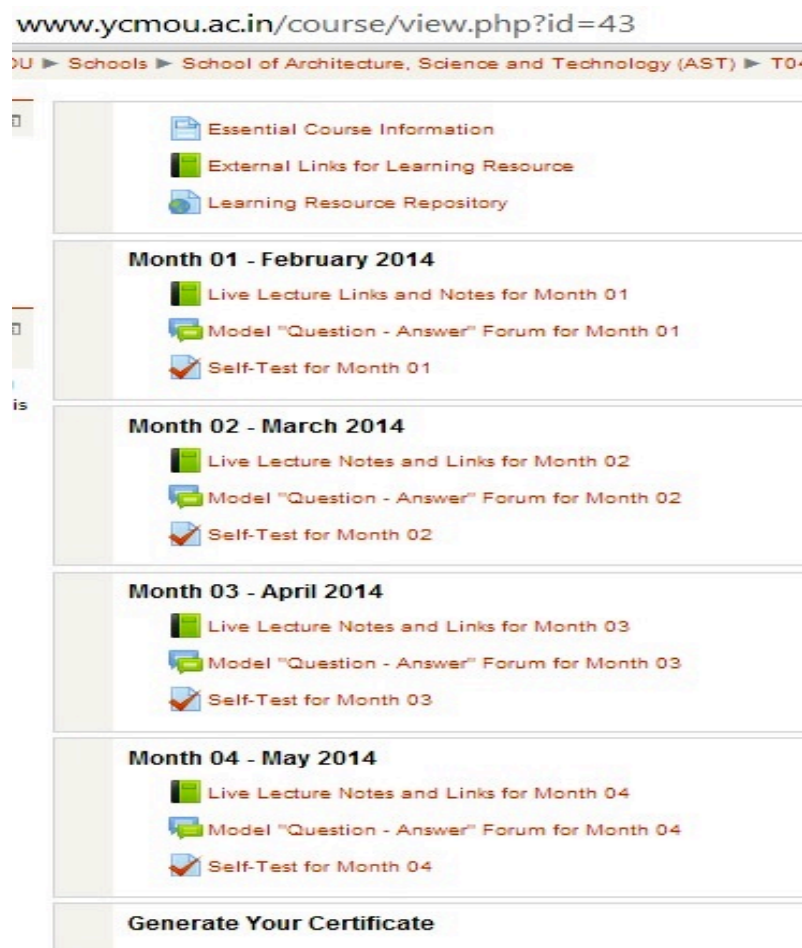 www.ycmou.ac.in/course/view.php?id=43
OU ► Schools ► School of Architecture, Science and Technology (AST) ► T04
Essential Course Information
External Links for Learning Resource
Learning Resource Repository
Month 01 - February 2014
Live Lecture Links and Notes for Month 01
Model "Question - Answer" Forum for Month 01
Self-Test for Month 01
is
Month 02 - March 2014
Live Lecture Notes and Links for Month 02
Model "Question - Answer" Forum for Month 02
Self-Test for Month 02
Month 03 - April 2014
Live Lecture Notes and Links for Month 03
Model "Question - Answer" Forum for Month 03
Self-Test for Month 03
Month 04 - May 2014
Live Lecture Notes and Links for Month 04
Model "Question - Answer" Forum for Month 04
Self-Test for Month 04
Generate Your Certificate